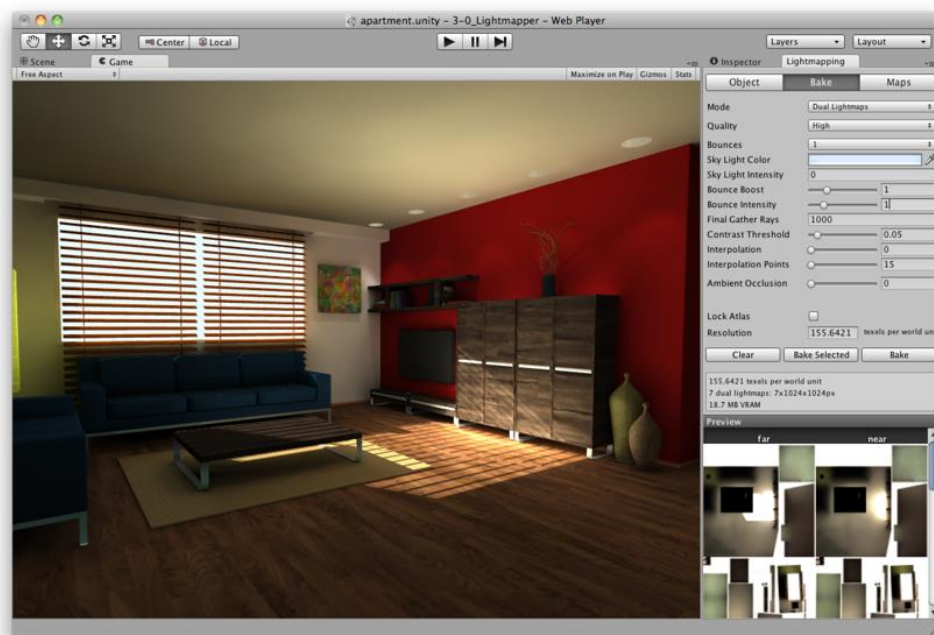 apartment.unity - 3-0_Lightmapper - Web Player
Center Local
Layers Layout
Scene Game
Free Aspect
Maximize on Play Gizmos Stats
Inspector Lightmapping
Object Bake Maps
Mode Dual Lightmaps
Quality High
Bounces 1
Sky Light Color
Sky Light Intensity 0
Bounce Boost 1
Bounce Intensity 1
Final Gather Rays 1000
Contrast Threshold 0.05
Interpolation 0
Interpolation Points 15
Ambient Occlusion 0
Lock Atlas
Resolution 155.6421 texels per world uni
Clear Bake Selected Bake
155.6421 texels per world unit
7 dual lightmaps: 7x1024x1024px
18.7 MB VRAM
Preview
far near